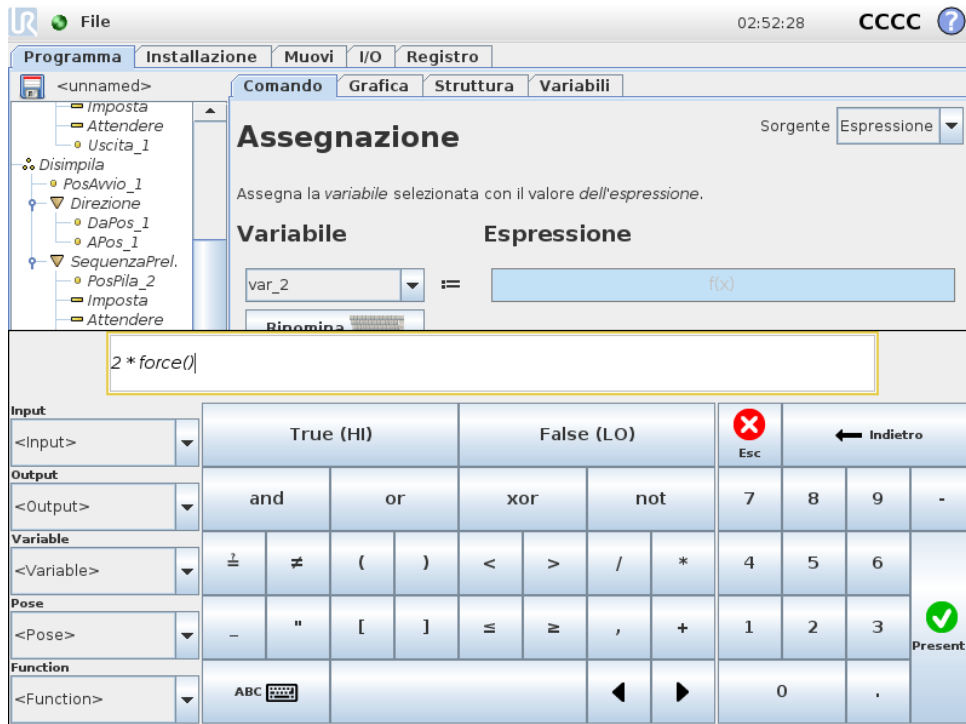 UR File 02:52:28 CCCC ?
Programma Installazione Muovi I/O Registro
<unnamed> Comando Grafica Struttura Variabili
Imposta
Attendere
Uscita_1
Disimpila
PosAvvio_1
Direzione
DaPos_1
APos_1
SequenzaPrel.
PosPila_2
Imposta
Attendere
Assegnazione
Sorgente Espressione
Assegna la variabile selezionata con il valore dell'espressione.
Variabile Espressione
var_2 := f(x)
Rinomina
2 * force()
Input
<Input>
Output
<Output>
Variable
<Variable>
Pose
<Pose>
Function
<Function>
True (HI) False (LO) Esc Indietro
and or xor not 7 8 9 -
≟ ≠ ( ) < > / * 4 5 6
_ " [ ] ≤ ≥ , + 1 2 3 Present
ABC 0 .